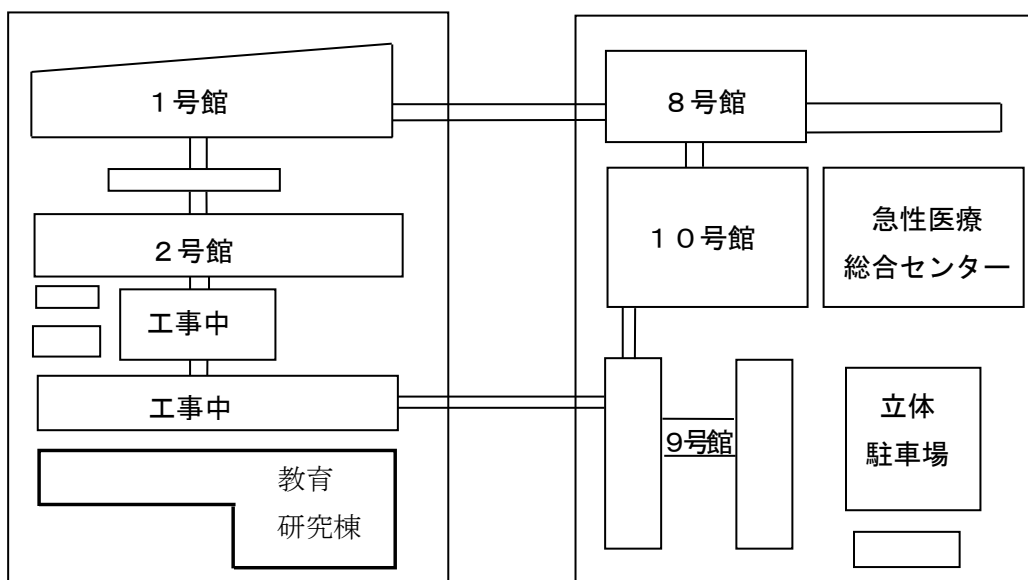 １号館
８号館
２号館
１０号館
急性医療
総合センター
工事中
工事中
９号館
立体
駐車場
教育
研究棟